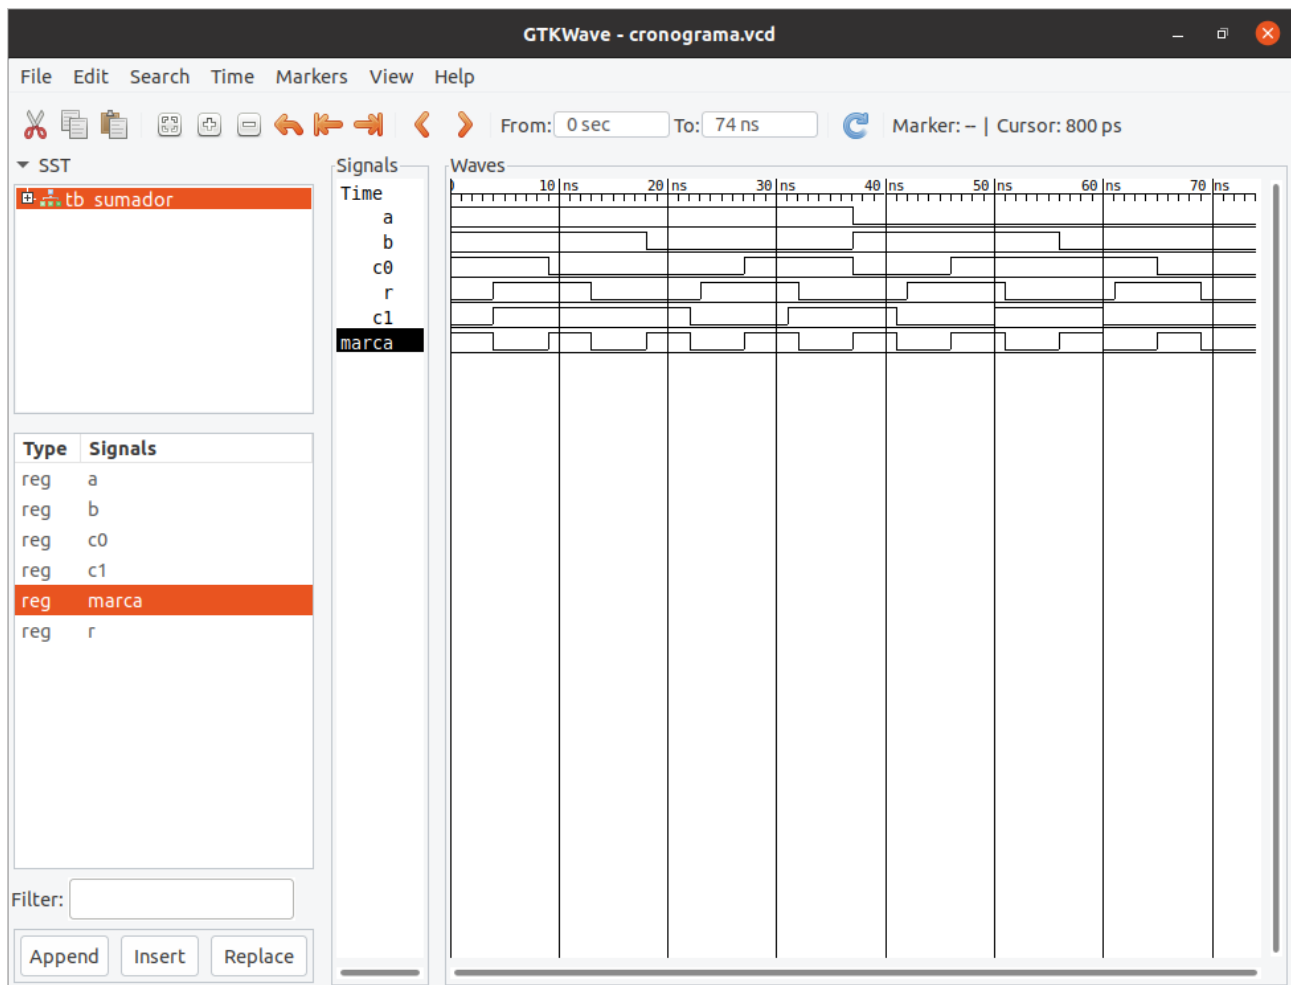 GTKWave - cronograma.vcd
File Edit Search Time Markers View Help
From: 0 sec To: 74 ns Marker: -- | Cursor: 800 ps
SST
tb_sumador
Type Signals
reg a
reg b
reg c0
reg c1
reg marca
reg r
Filter:
Append Insert Replace
Signals
Time
a
b
c0
r
c1
marca
Waves
0 10 ns 20 ns 30 ns 40 ns 50 ns 60 ns 70 ns